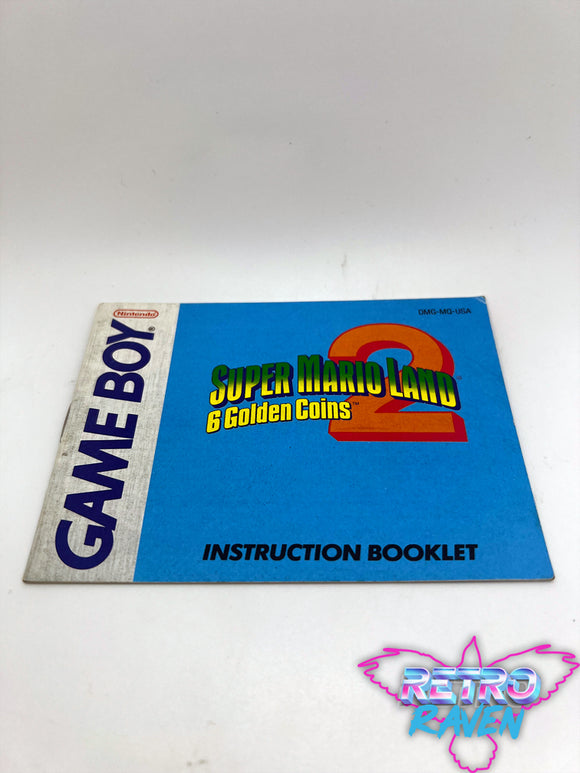 Nintendo
GAME BOY®
DMG-MQ-USA
2
SUPER MARIO LAND
6 Golden Coins™
INSTRUCTION BOOKLET
RETRO
RAVEN